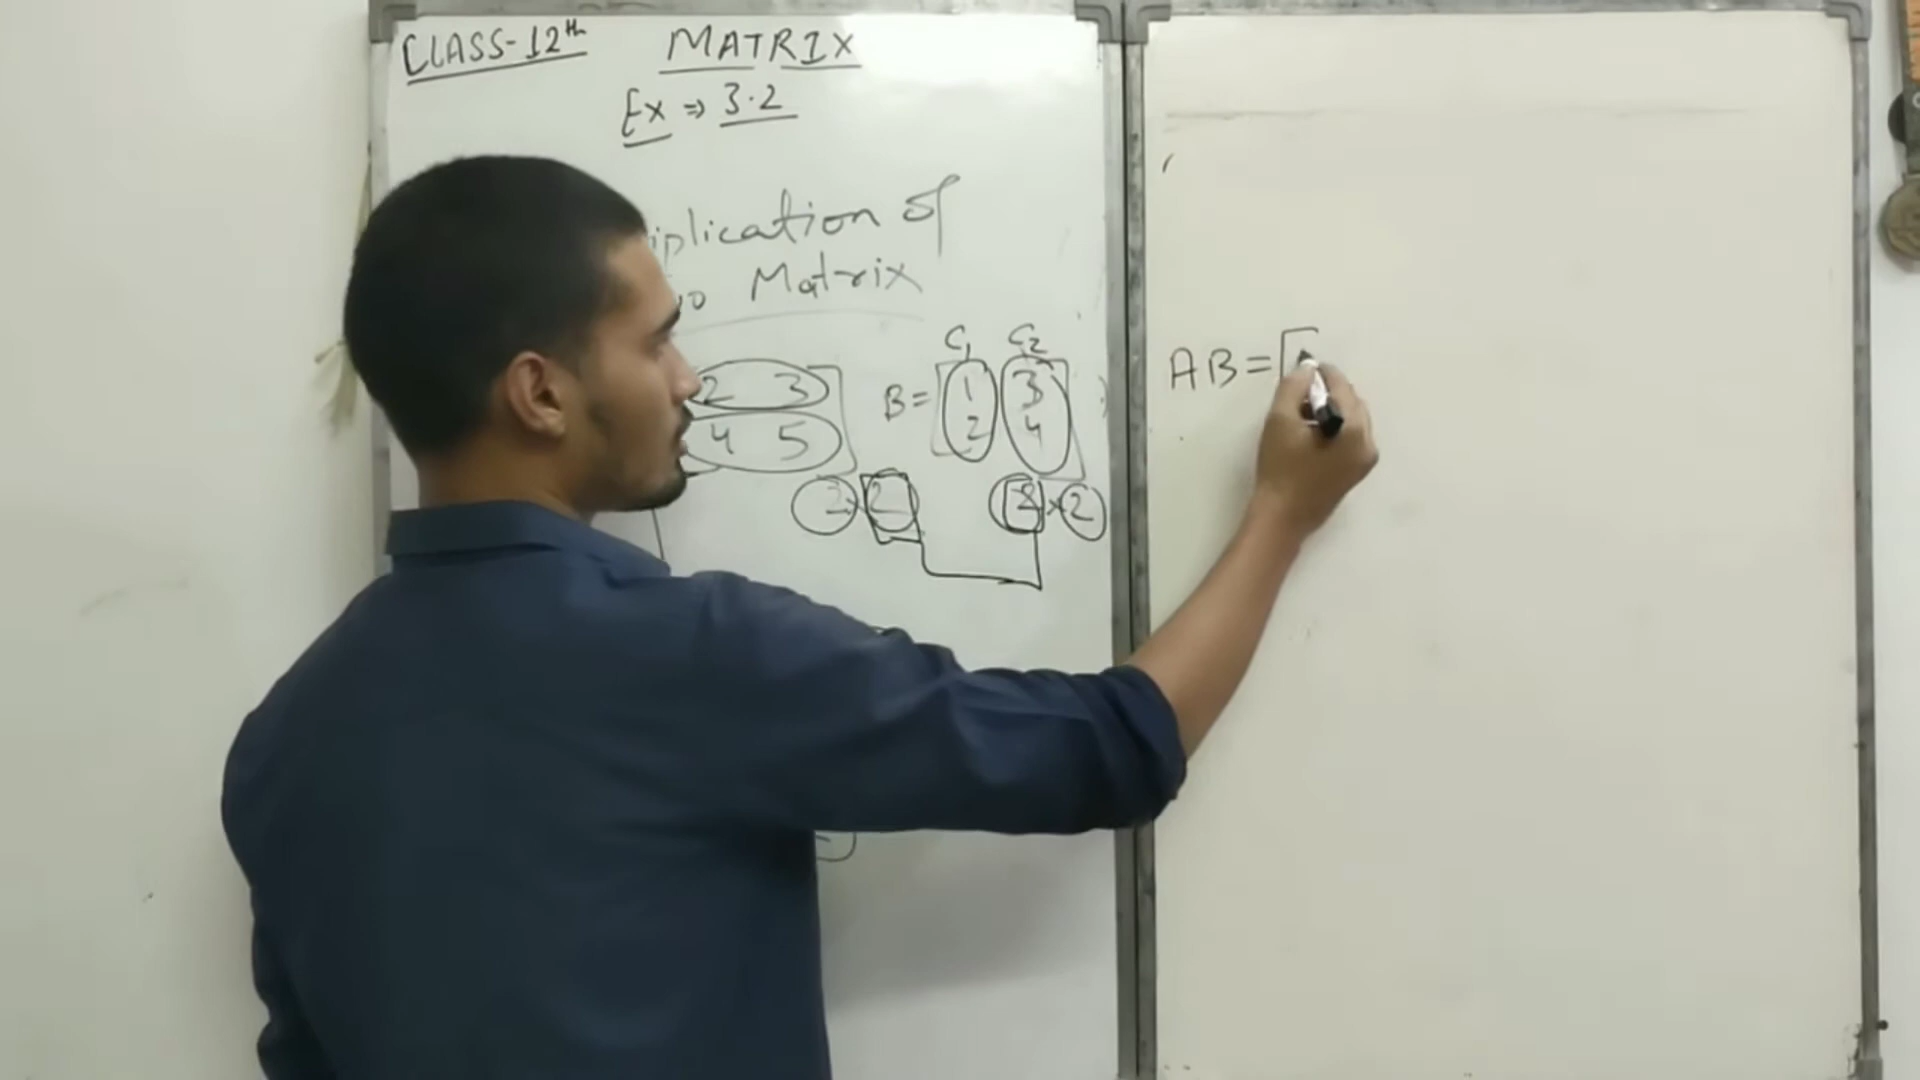 CLASS-12th MATRIX
Ex ⇒ 3.2
iplication of
Matrix
C1 C2
2 3 B = 1 3 AB = [
4 5 2 4
2 × 2 2 × 2